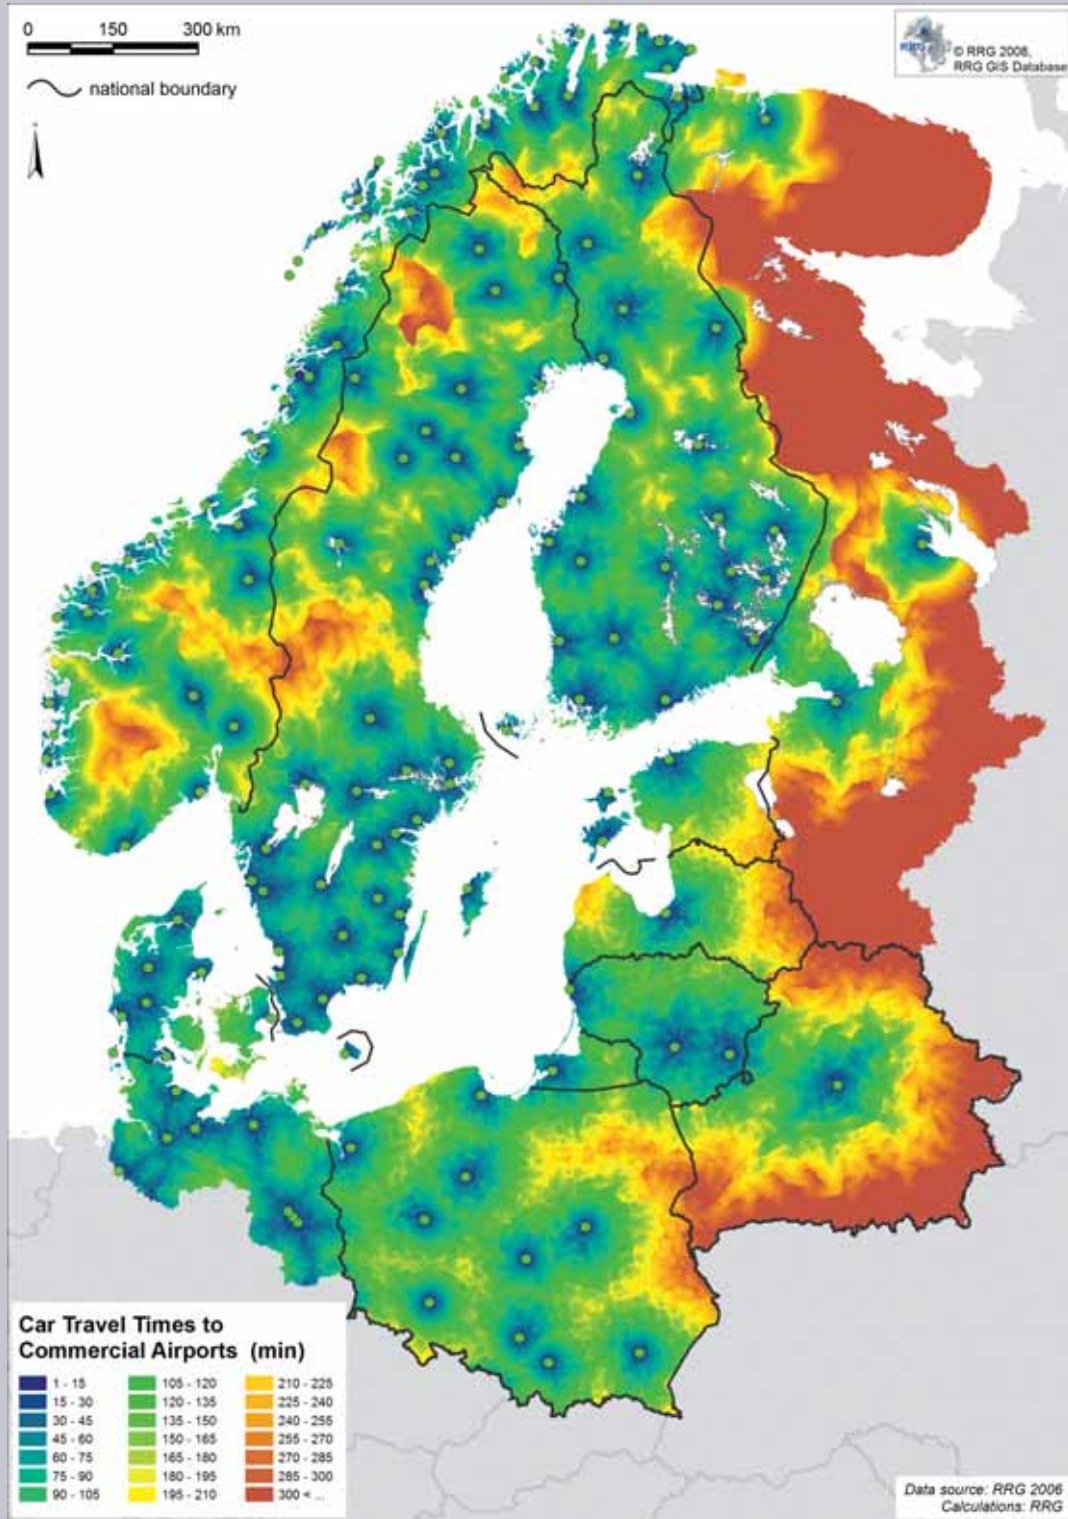 0 150 300 km
national boundary
RRG
© RRG 2008,
RRG GIS Database
Car Travel Times to
Commercial Airports (min)
1 - 15
15 - 30
30 - 45
45 - 60
60 - 75
75 - 90
90 - 105
105 - 120
120 - 135
135 - 150
150 - 165
165 - 180
180 - 195
195 - 210
210 - 225
225 - 240
240 - 255
255 - 270
270 - 285
285 - 300
300 < ...
Data source: RRG 2006
Calculations: RRG